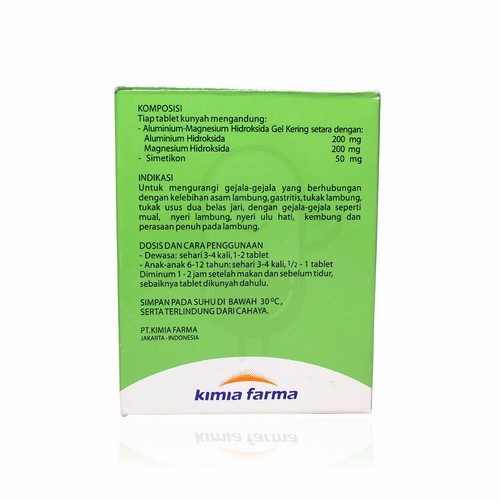 KOMPOSISI
Tiap tablet kunyah mengandung:
- Aluminium-Magnesium Hidroksida Gel Kering setara dengan:
Aluminium Hidroksida 200 mg
Magnesium Hidroksida 200 mg
- Simetikon 50 mg
INDIKASI
Untuk mengurangi gejala-gejala yang berhubungan
dengan kelebihan asam lambung, gastritis, tukak lambung,
tukak usus dua belas jari, dengan gejala-gejala seperti
mual, nyeri lambung, nyeri ulu hati, kembung dan
perasaan penuh pada lambung.
DOSIS DAN CARA PENGGUNAAN
- Dewasa: sehari 3-4 kali, 1-2 tablet
- Anak-anak 6-12 tahun: sehari 3-4 kali, 1/2 - 1 tablet
Diminum 1 - 2 jam setelah makan dan sebelum tidur,
sebaiknya tablet dikunyah dahulu.
SIMPAN PADA SUHU DI BAWAH 30 °C,
SERTA TERLINDUNG DARI CAHAYA.
PT. KIMIA FARMA
JAKARTA - INDONESIA
kimia farma